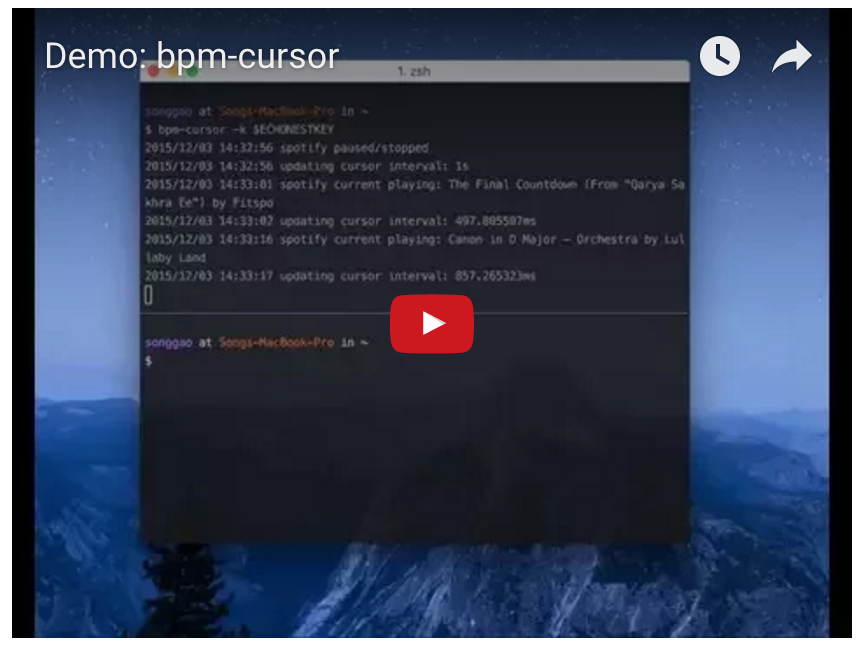 Demo: bpm-cursor
1. zsh
songgao at Songs-MacBook-Pro in ~
$ bpm-cursor -k $ECHONESTKEY
2015/12/03 14:32:56 spotify paused/stopped
2015/12/03 14:32:56 updating cursor interval: 1s
2015/12/03 14:33:01 spotify current playing: The Final Countdown (From "Qarya Sa
khra Ee") by Fitspo
2015/12/03 14:33:02 updating cursor interval: 497.805507ms
2015/12/03 14:33:16 spotify current playing: Canon in D Major – Orchestra by Lul
laby Land
2015/12/03 14:33:17 updating cursor interval: 857.265323ms
songgao at Songs-MacBook-Pro in ~
$